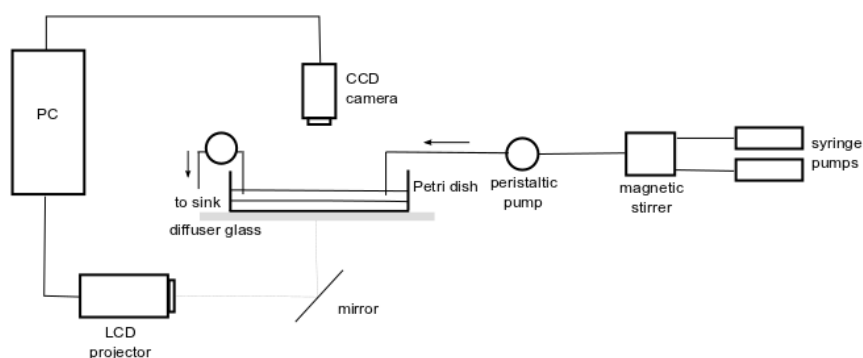 PC
CCD
camera
syringe
pumps
Petri dish
peristaltic
pump
magnetic
stirrer
to sink
diffuser glass
mirror
LCD
projector